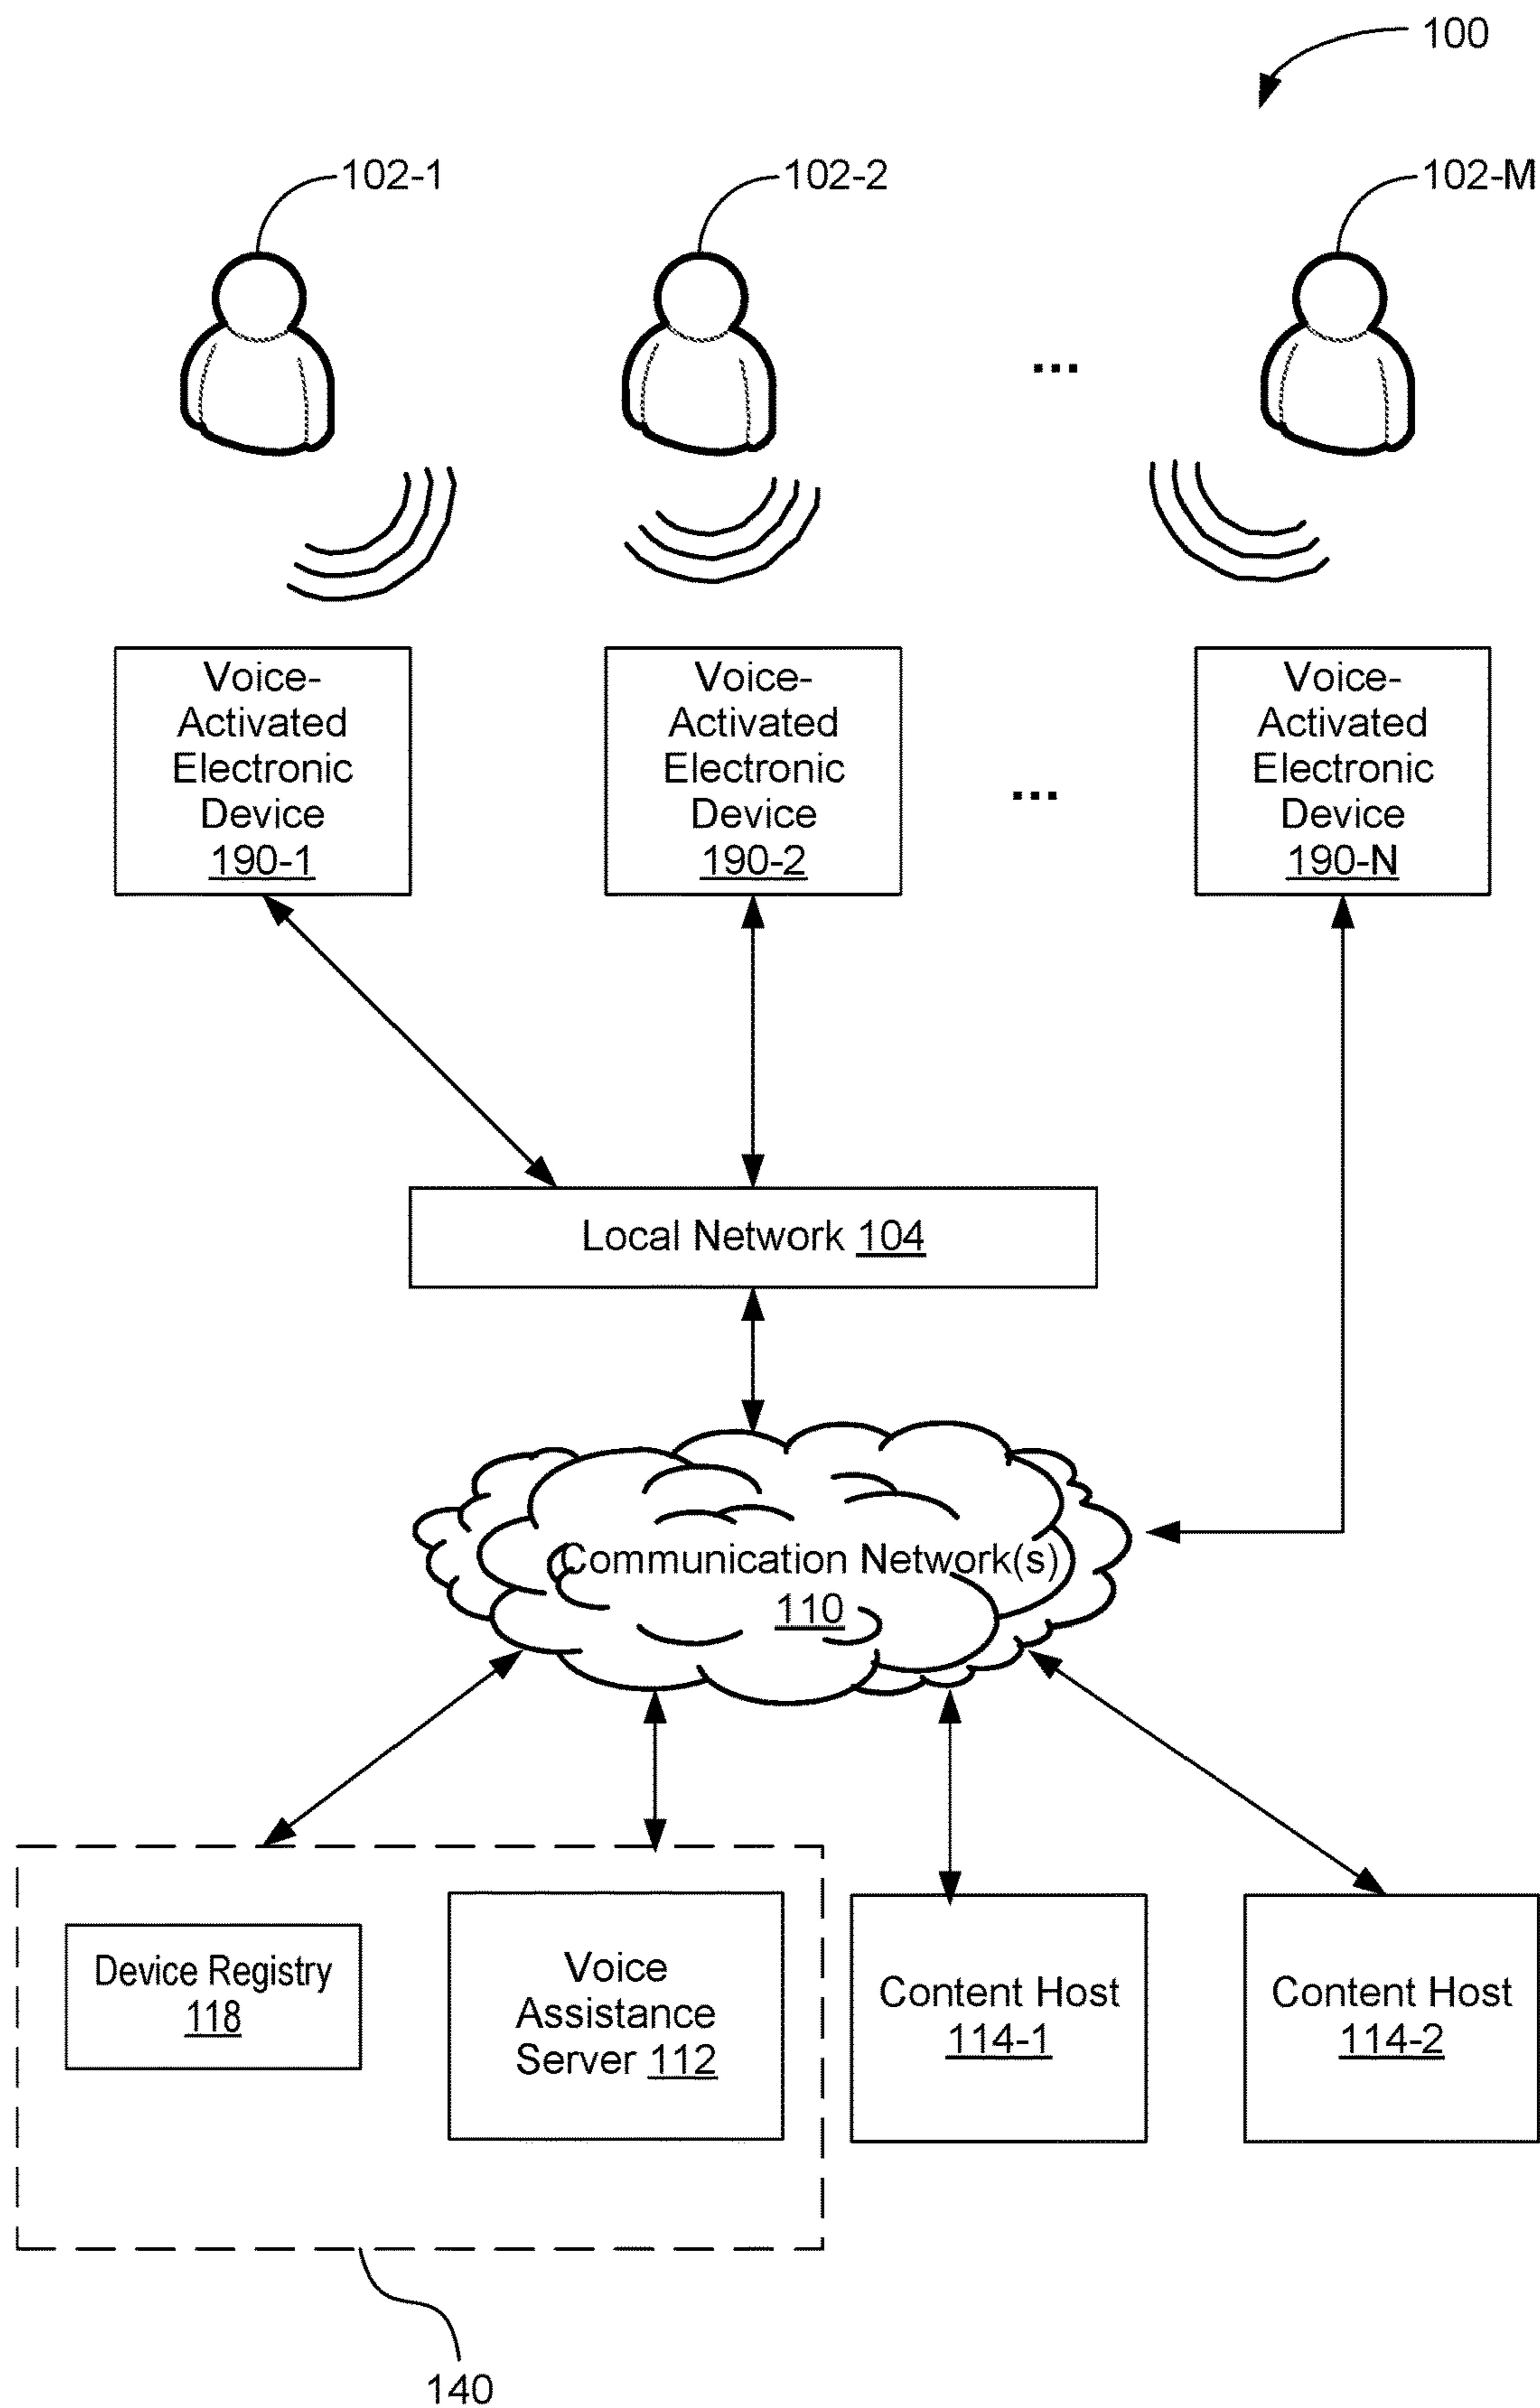 100
102-1
102-2
102-M
...
Voice-
Activated
Electronic
Device
190-1
Voice-
Activated
Electronic
Device
190-2
...
Voice-
Activated
Electronic
Device
190-N
Local Network 104
Communication Network(s)
110
Device Registry
118
Voice
Assistance
Server 112
Content Host
114-1
Content Host
114-2
140